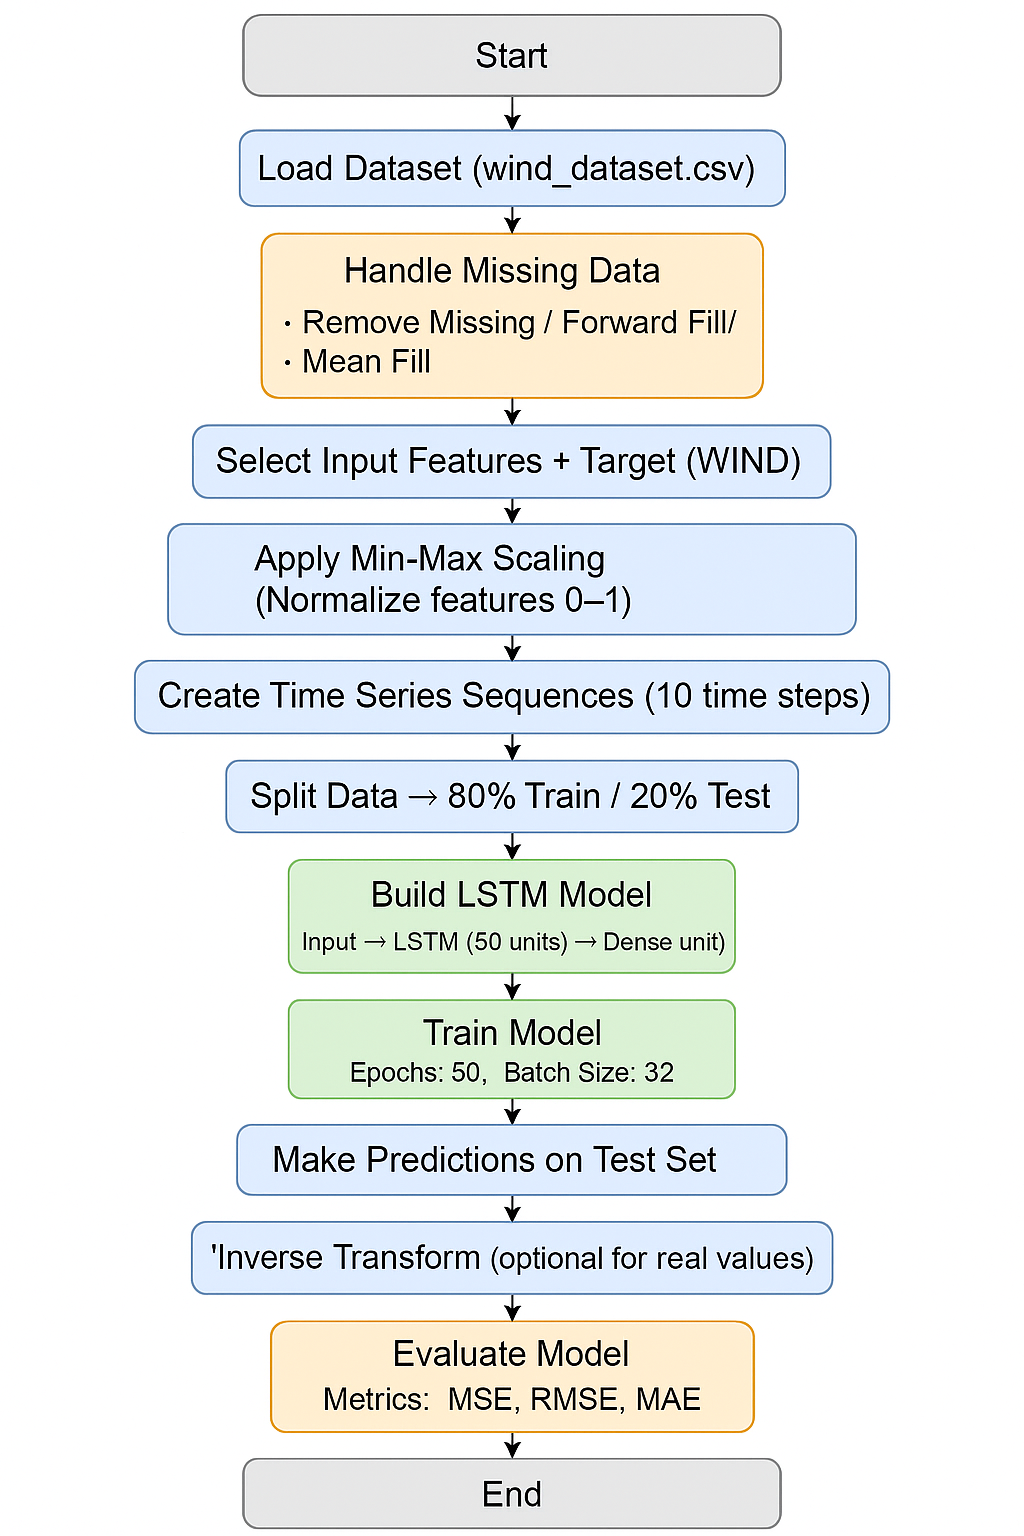 Start
Load Dataset (wind_dataset.csv)
Handle Missing Data
· Remove Missing / Forward Fill/
· Mean Fill
Select Input Features + Target (WIND)
Apply Min-Max Scaling
(Normalize features 0–1)
Create Time Series Sequences (10 time steps)
Split Data → 80% Train / 20% Test
Build LSTM Model
Input → LSTM (50 units) → Dense unit)
Train Model
Epochs: 50, Batch Size: 32
Make Predictions on Test Set
'Inverse Transform (optional for real values)
Evaluate Model
Metrics: MSE, RMSE, MAE
End